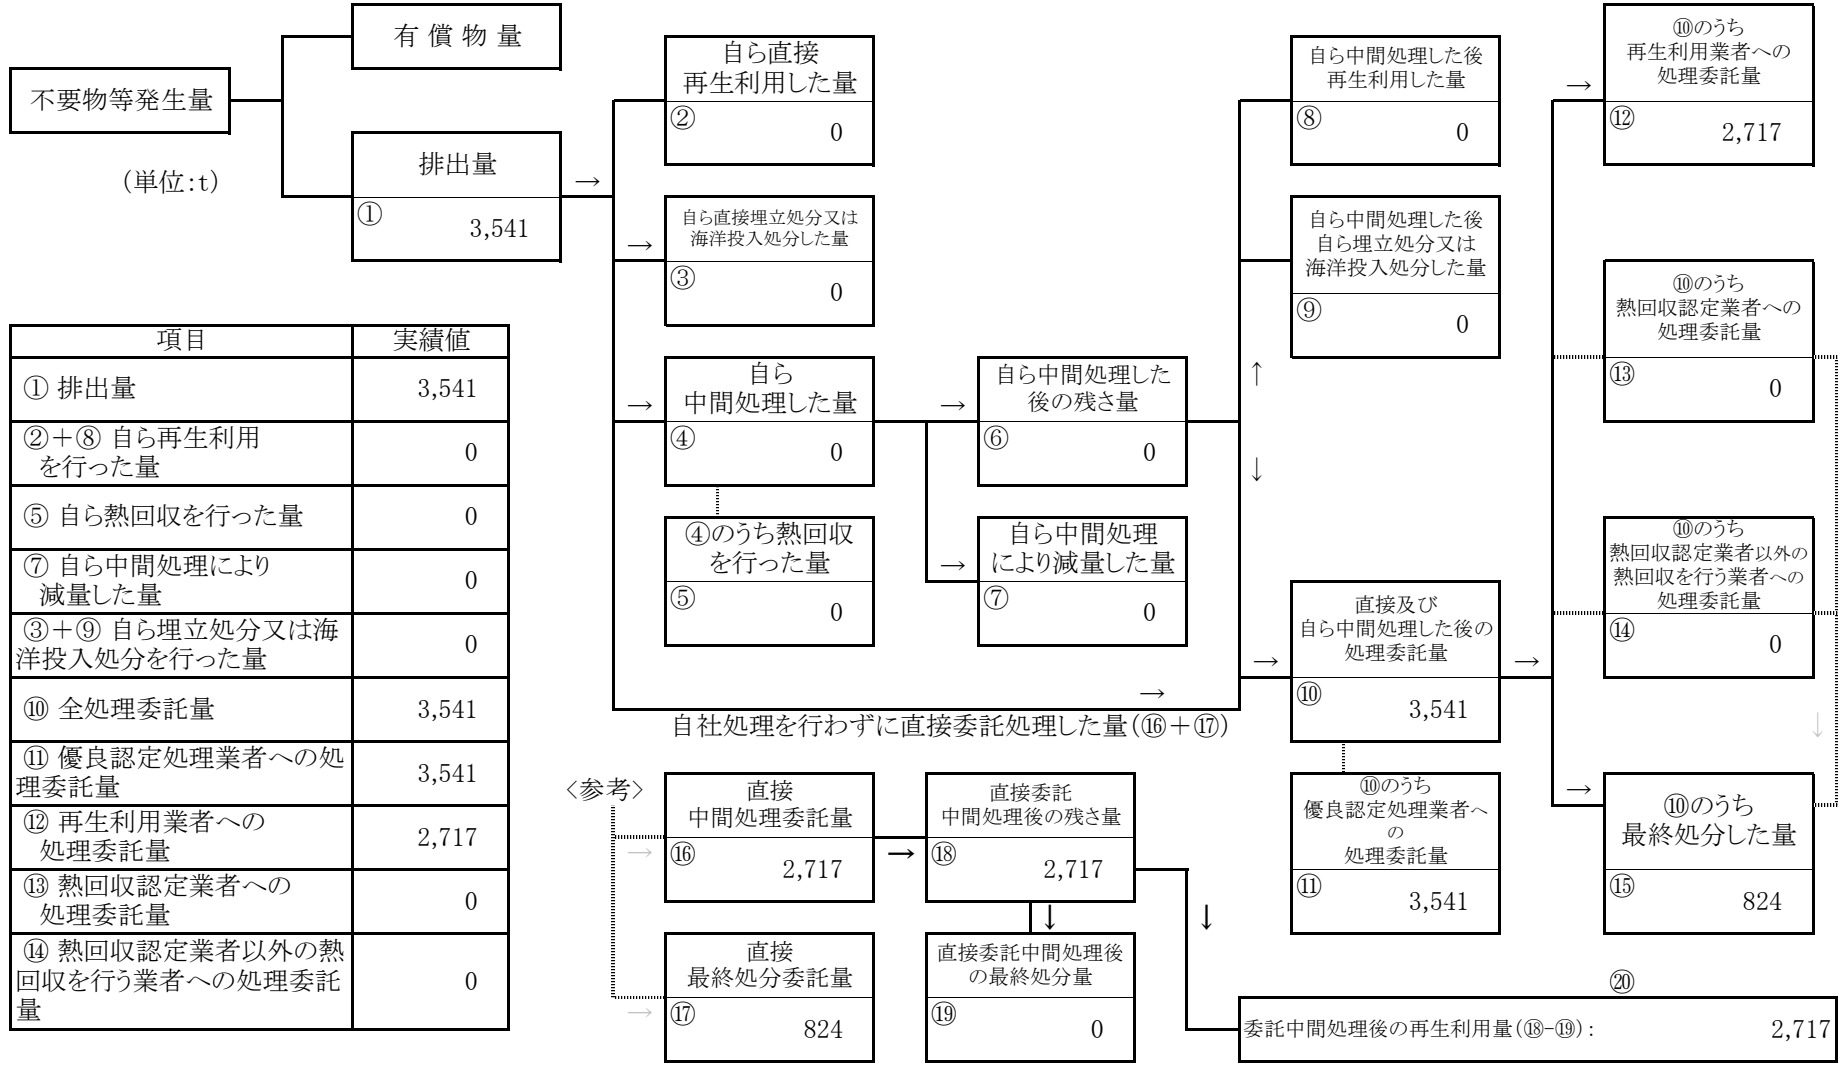 有 償 物 量
不要物等発生量
(単位:t)
排出量
①
3,541
→
自ら直接
再生利用した量
②
0
→
自ら直接埋立処分又は
海洋投入処分した量
③
0
→
自ら
中間処理した量
④
0
④のうち熱回収
を行った量
⑤
0
→
自ら中間処理した
後の残さ量
⑥
0
→
自ら中間処理
により減量した量
⑦
0
自ら中間処理した後
再生利用した量
⑧
0
自ら中間処理した後
自ら埋立処分又は
海洋投入処分した量
⑨
0
↑
↓
→
自社処理を行わずに直接委託処理した量(⑯+⑰)
→
直接及び
自ら中間処理した後の
処理委託量
⑩
3,541
⑩のうち
優良認定処理業者へ
の
処理委託量
⑪
3,541
→
→
⑩のうち
再生利用業者への
処理委託量
⑫
2,717
⑩のうち
熱回収認定業者への
処理委託量
⑬
0
⑩のうち
熱回収認定業者以外の
熱回収を行う業者への
処理委託量
⑭
0
↓
→
⑩のうち
最終処分した量
⑮
824
項目 実績値
① 排出量 3,541
②+⑧ 自ら再生利用
を行った量 0
⑤ 自ら熱回収を行った量 0
⑦ 自ら中間処理により
減量した量 0
③+⑨ 自ら埋立処分又は海
洋投入処分を行った量 0
⑩ 全処理委託量 3,541
⑪ 優良認定処理業者への処
理委託量 3,541
⑫ 再生利用業者への
処理委託量 2,717
⑬ 熱回収認定業者への
処理委託量 0
⑭ 熱回収認定業者以外の熱
回収を行う業者への処理委託
量 0
〈参考〉
→
直接
中間処理委託量
⑯
2,717
→
直接委託
中間処理後の残さ量
⑱
2,717
↓
↓
→
直接
最終処分委託量
⑰
824
直接委託中間処理後
の最終処分量
⑲
0
⑳
委託中間処理後の再生利用量(⑱-⑲): 2,717